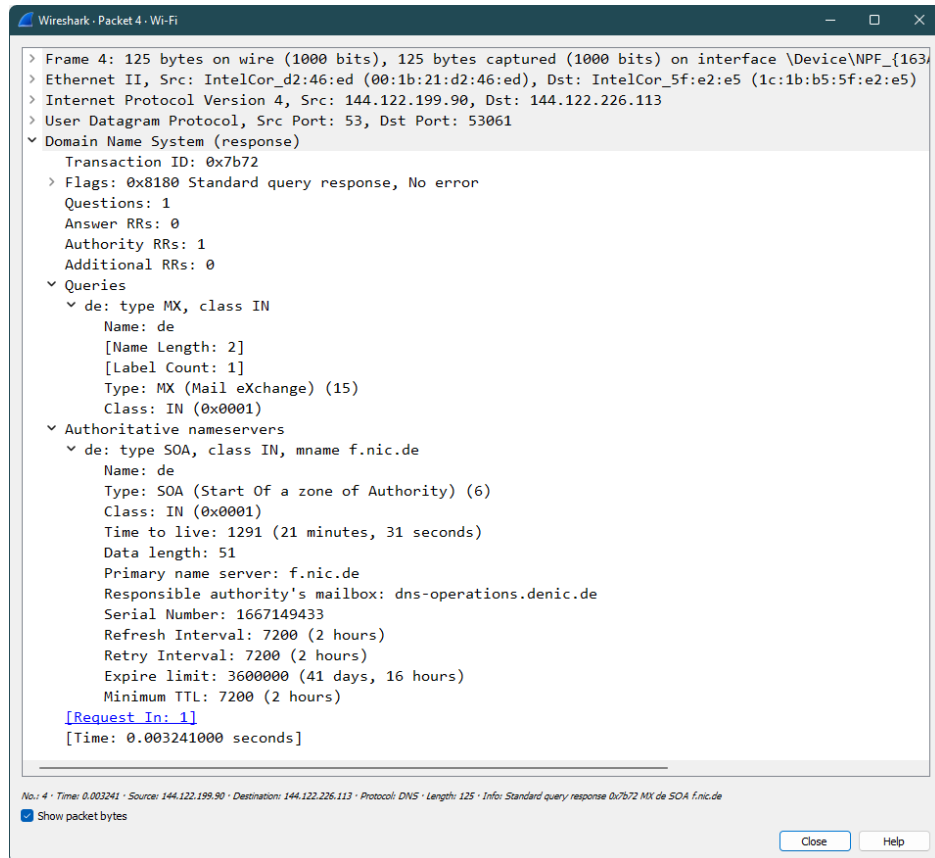 Wireshark · Packet 4 · Wi-Fi
Frame 4: 125 bytes on wire (1000 bits), 125 bytes captured (1000 bits) on interface \Device\NPF_{163
Ethernet II, Src: IntelCor_d2:46:ed (00:1b:21:d2:46:ed), Dst: IntelCor_5f:e2:e5 (1c:1b:b5:5f:e2:e5)
Internet Protocol Version 4, Src: 144.122.199.90, Dst: 144.122.226.113
User Datagram Protocol, Src Port: 53, Dst Port: 53061
Domain Name System (response)
Transaction ID: 0x7b72
Flags: 0x8180 Standard query response, No error
Questions: 1
Answer RRs: 0
Authority RRs: 1
Additional RRs: 0
Queries
de: type MX, class IN
Name: de
[Name Length: 2]
[Label Count: 1]
Type: MX (Mail eXchange) (15)
Class: IN (0x0001)
Authoritative nameservers
de: type SOA, class IN, mname f.nic.de
Name: de
Type: SOA (Start Of a zone of Authority) (6)
Class: IN (0x0001)
Time to live: 1291 (21 minutes, 31 seconds)
Data length: 51
Primary name server: f.nic.de
Responsible authority's mailbox: dns-operations.denic.de
Serial Number: 1667149433
Refresh Interval: 7200 (2 hours)
Retry Interval: 7200 (2 hours)
Expire limit: 3600000 (41 days, 16 hours)
Minimum TTL: 7200 (2 hours)
[Request In: 1]
[Time: 0.003241000 seconds]
No.: 4 · Time: 0.003241 · Source: 144.122.199.90 · Destination: 144.122.226.113 · Protocol: DNS · Length: 125 · Info: Standard query response 0x7b72 MX de SOA f.nic.de
Show packet bytes
Close Help